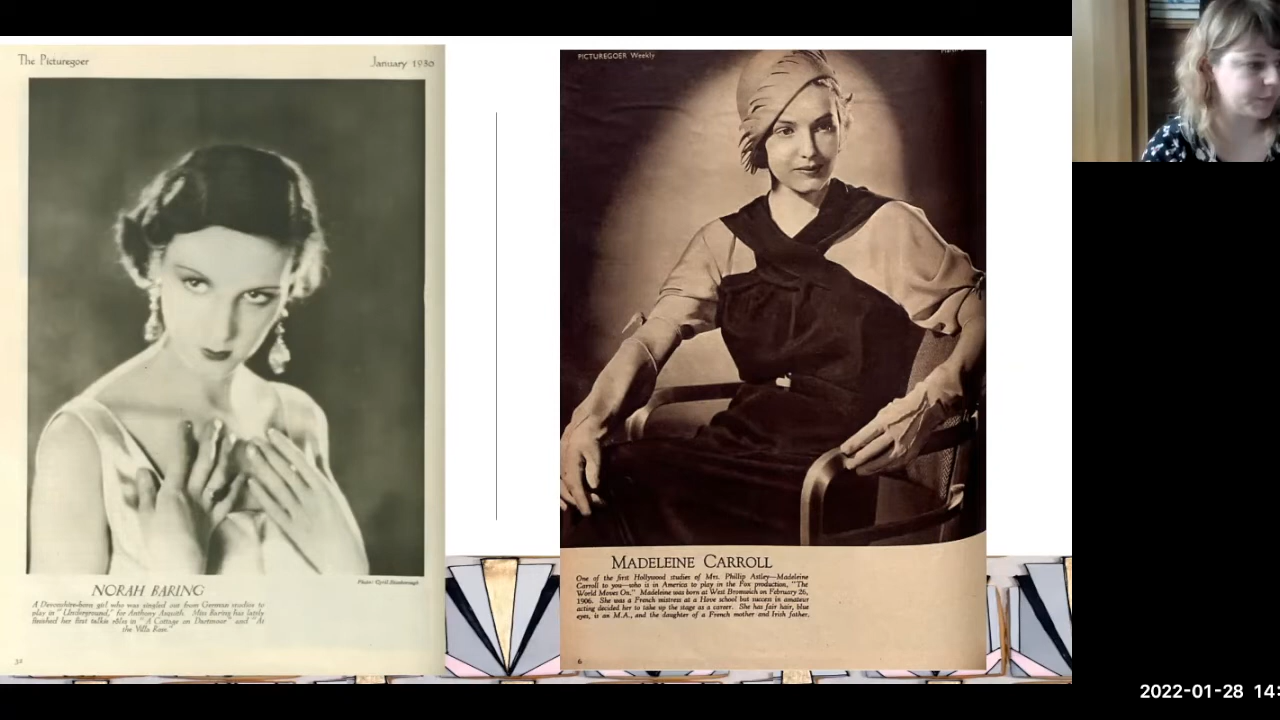 The Picturegoer
January 1930
NORAH BARING
A Devonshire-born girl who was singled out from German studies to
play in "Underground," for Anthony Asquith. Miss Baring has lately
finished her first talkie rôles in "A Cottage on Dartmoor" and "At
the Villa Rose."
Photo:
32
PICTUREGOER Weekly
MADELEINE CARROLL
One of the first Hollywood studies of Mrs. Phillip Astley—Madeleine
Carroll to you—who is in America to play in the Fox production, "The
World Moves On." Madeleine was born at West Bromwich on February 26,
1906. She was a French mistress at a Hove school but success in amateur
acting decided her to take up the stage as a career. She has fair hair, blue
eyes, is an M.A., and the daughter of a French mother and Irish father.
6
2022-01-28 14: